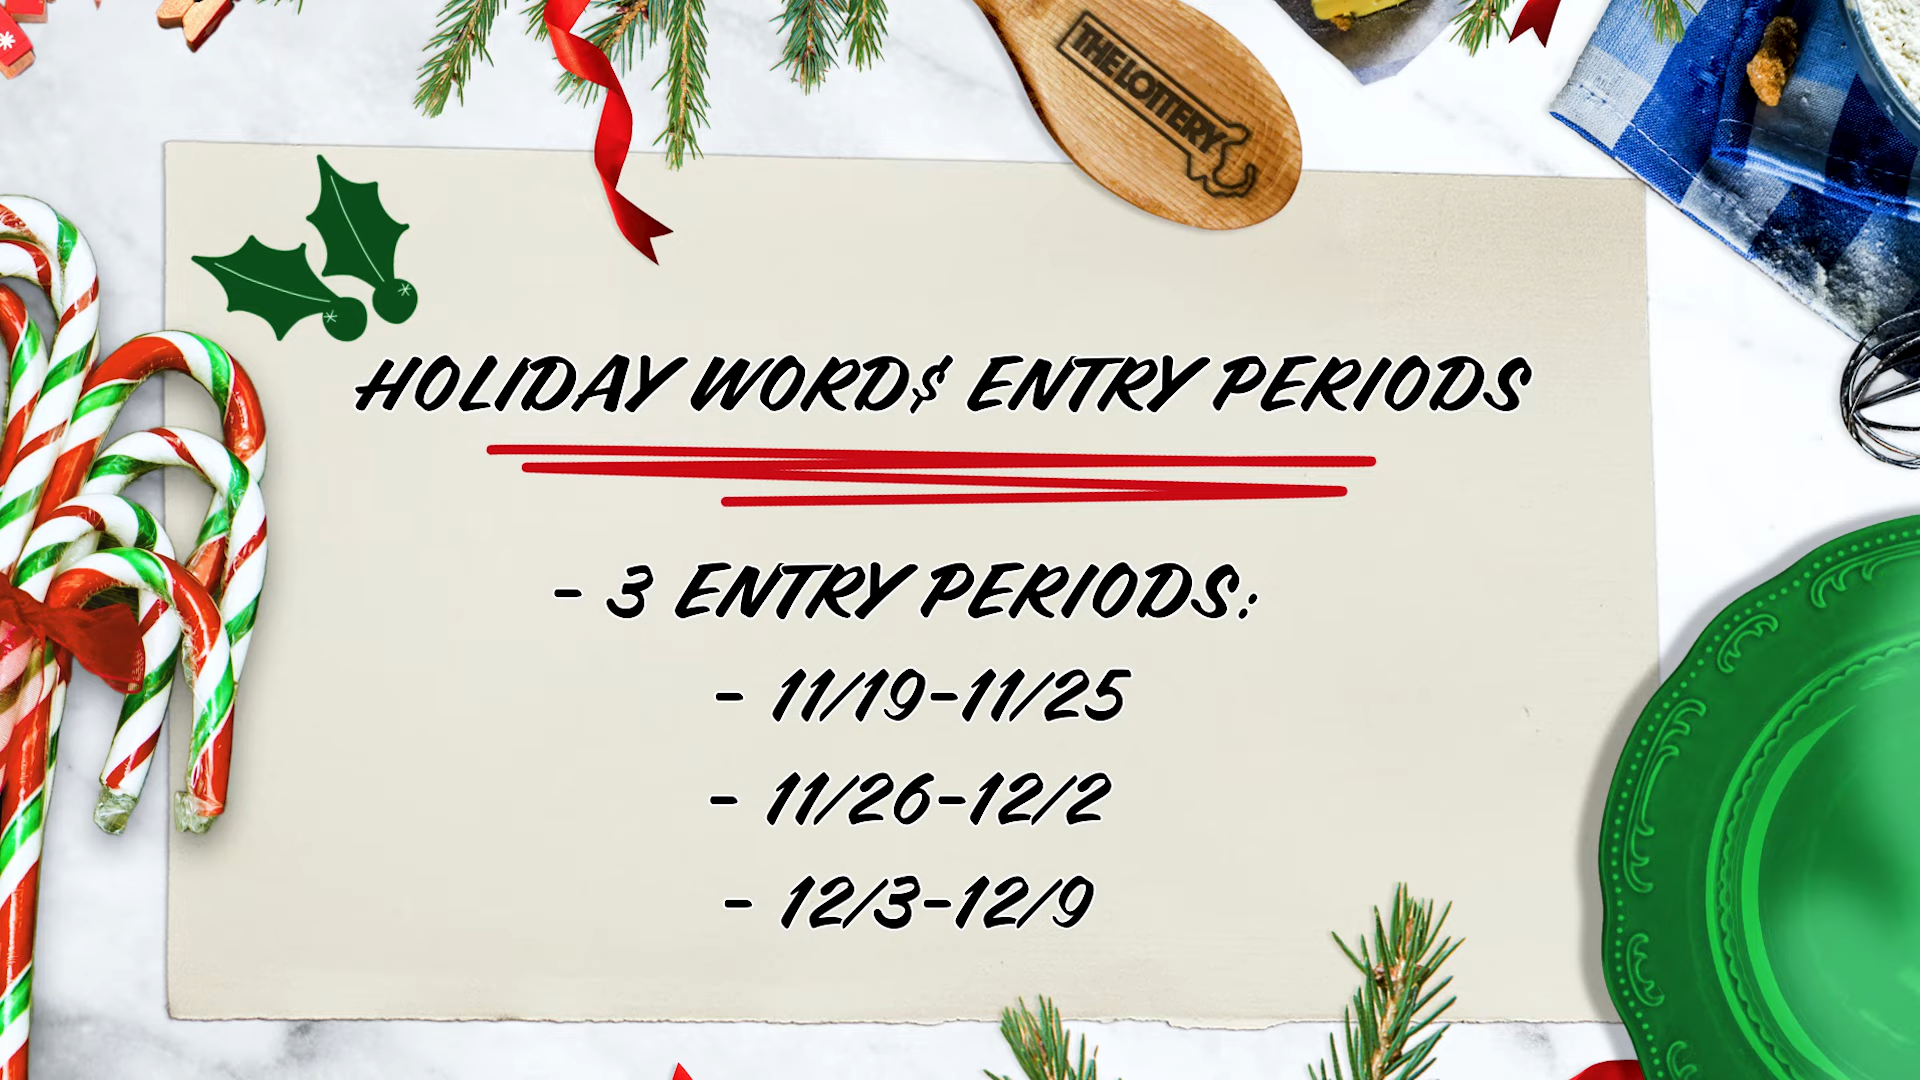 THE LOTTERY
HOLIDAY WORD$ ENTRY PERIODS
- 3 ENTRY PERIODS:
- 11/19-11/25
- 11/26-12/2
- 12/3-12/9